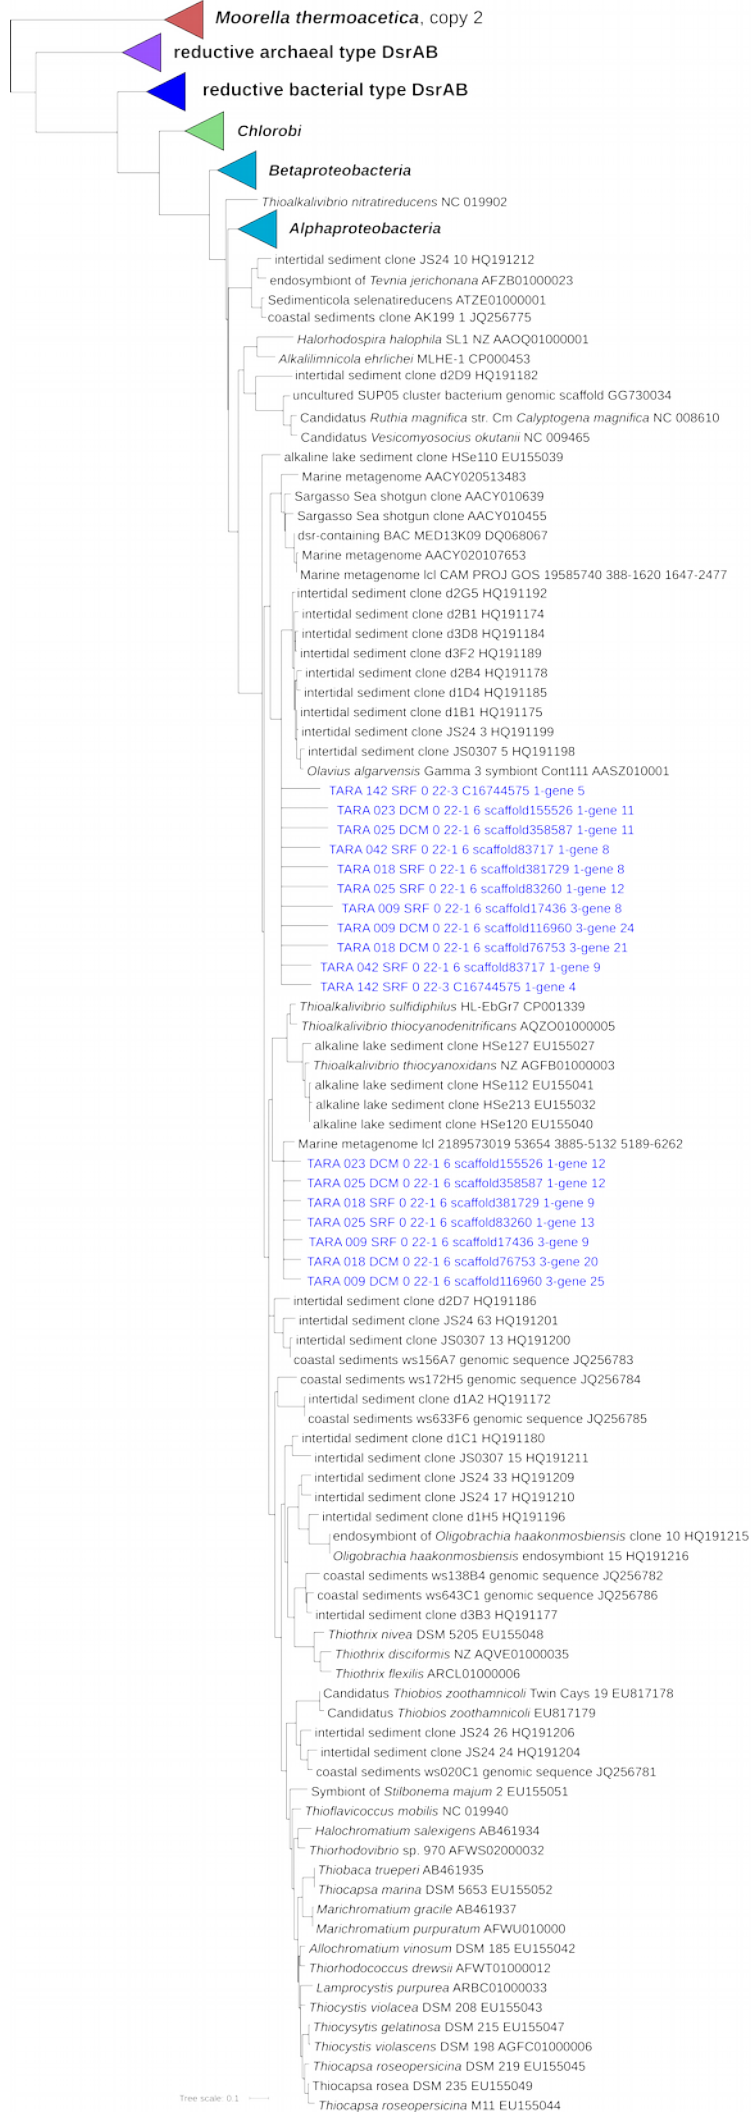 Moorella thermoacetica, copy 2
reductive archaeal type DsrAB
reductive bacterial type DsrAB
Chlorobi
Betaproteobacteria
Thioalkalivibrio nitratireducens NC 019902
Alphaproteobacteria
intertidal sediment clone JS24 10 HQ191212
endosymbiont of Tevnia jerichonana AFZB01000023
Sedimenticola selenatireducens ATZE01000001
coastal sediments clone AK199 1 JQ256775
Halorhodospira halophila SL1 NZ AAOQ01000001
Alkalilimnicola ehrlichei MLHE-1 CP000453
intertidal sediment clone d2D9 HQ191182
uncultured SUP05 cluster bacterium genomic scaffold GG730034
Candidatus Ruthia magnifica str. Cm Calyptogena magnifica NC 008610
Candidatus Vesicomyosocius okutanii NC 009465
alkaline lake sediment clone HSe110 EU155039
Marine metagenome AACY020513483
Sargasso Sea shotgun clone AACY010639
Sargasso Sea shotgun clone AACY010455
dsr-containing BAC MED13K09 DQ068067
Marine metagenome AACY020107653
Marine metagenome lcl CAM PROJ GOS 19585740 388-1620 1647-2477
intertidal sediment clone d2G5 HQ191192
intertidal sediment clone d2B1 HQ191174
intertidal sediment clone d3D8 HQ191184
intertidal sediment clone d3F2 HQ191189
intertidal sediment clone d2B4 HQ191178
intertidal sediment clone d1D4 HQ191185
intertidal sediment clone d1B1 HQ191175
intertidal sediment clone JS24 3 HQ191199
intertidal sediment clone JS0307 5 HQ191198
Olavius algarvensis Gamma 3 symbiont Cont111 AASZ010001
TARA 142 SRF 0 22-3 C16744575 1-gene 5
TARA 023 DCM 0 22-1 6 scaffold155526 1-gene 11
TARA 025 DCM 0 22-1 6 scaffold358587 1-gene 11
TARA 042 SRF 0 22-1 6 scaffold83717 1-gene 8
TARA 018 SRF 0 22-1 6 scaffold381729 1-gene 8
TARA 025 SRF 0 22-1 6 scaffold83260 1-gene 12
TARA 009 SRF 0 22-1 6 scaffold17436 3-gene 8
TARA 009 DCM 0 22-1 6 scaffold116960 3-gene 24
TARA 018 DCM 0 22-1 6 scaffold76753 3-gene 21
TARA 042 SRF 0 22-1 6 scaffold83717 1-gene 9
TARA 142 SRF 0 22-3 C16744575 1-gene 4
Thioalkalivibrio sulfidiphilus HL-EbGr7 CP001339
Thioalkalivibrio thiocyanodenitrificans AQZO01000005
alkaline lake sediment clone HSe127 EU155027
Thioalkalivibrio thiocyanoxidans NZ AGFB01000003
alkaline lake sediment clone HSe112 EU155041
alkaline lake sediment clone HSe213 EU155032
alkaline lake sediment clone HSe120 EU155040
Marine metagenome lcl 2189573019 53654 3885-5132 5189-6262
TARA 023 DCM 0 22-1 6 scaffold155526 1-gene 12
TARA 025 DCM 0 22-1 6 scaffold358587 1-gene 12
TARA 018 SRF 0 22-1 6 scaffold381729 1-gene 9
TARA 025 SRF 0 22-1 6 scaffold83260 1-gene 13
TARA 009 SRF 0 22-1 6 scaffold17436 3-gene 9
TARA 018 DCM 0 22-1 6 scaffold76753 3-gene 20
TARA 009 DCM 0 22-1 6 scaffold116960 3-gene 25
intertidal sediment clone d2D7 HQ191186
intertidal sediment clone JS24 63 HQ191201
intertidal sediment clone JS0307 13 HQ191200
coastal sediments ws156A7 genomic sequence JQ256783
coastal sediments ws172H5 genomic sequence JQ256784
intertidal sediment clone d1A2 HQ191172
coastal sediments ws633F6 genomic sequence JQ256785
intertidal sediment clone d1C1 HQ191180
intertidal sediment clone JS0307 15 HQ191211
intertidal sediment clone JS24 33 HQ191209
intertidal sediment clone JS24 17 HQ191210
intertidal sediment clone d1H5 HQ191196
endosymbiont of Oligobrachia haakonmosbiensis clone 10 HQ191215
Oligobrachia haakonmosbiensis endosymbiont 15 HQ191216
coastal sediments ws138B4 genomic sequence JQ256782
coastal sediments ws643C1 genomic sequence JQ256786
intertidal sediment clone d3B3 HQ191177
Thiothrix nivea DSM 5205 EU155048
Thiothrix disciformis NZ AQVE01000035
Thiothrix flexilis ARCL01000006
Candidatus Thiobios zoothamnicoli Twin Cays 19 EU817178
Candidatus Thiobios zoothamnicoli EU817179
intertidal sediment clone JS24 26 HQ191206
intertidal sediment clone JS24 24 HQ191204
coastal sediments ws020C1 genomic sequence JQ256781
Symbiont of Stilbonema majum 2 EU155051
Thioflavicoccus mobilis NC 019940
Halochromatium salexigens AB461934
Thiorhodovibrio sp. 970 AFWS02000032
Thiobaca trueperi AB461935
Thiocapsa marina DSM 5653 EU155052
Marichromatium gracile AB461937
Marichromatium purpuratum AFWU010000
Allochromatium vinosum DSM 185 EU155042
Thiorhodococcus drewsii AFWT01000012
Lamprocystis purpurea ARBC01000033
Thiocystis violacea DSM 208 EU155043
Thiocysytis gelatinosa DSM 215 EU155047
Thiocystis violascens DSM 198 AGFC01000006
Thiocapsa roseopersicina DSM 219 EU155045
Thiocapsa rosea DSM 235 EU155049
Tree scale 0.1
Thiocapsa roseopersicina M11 EU155044